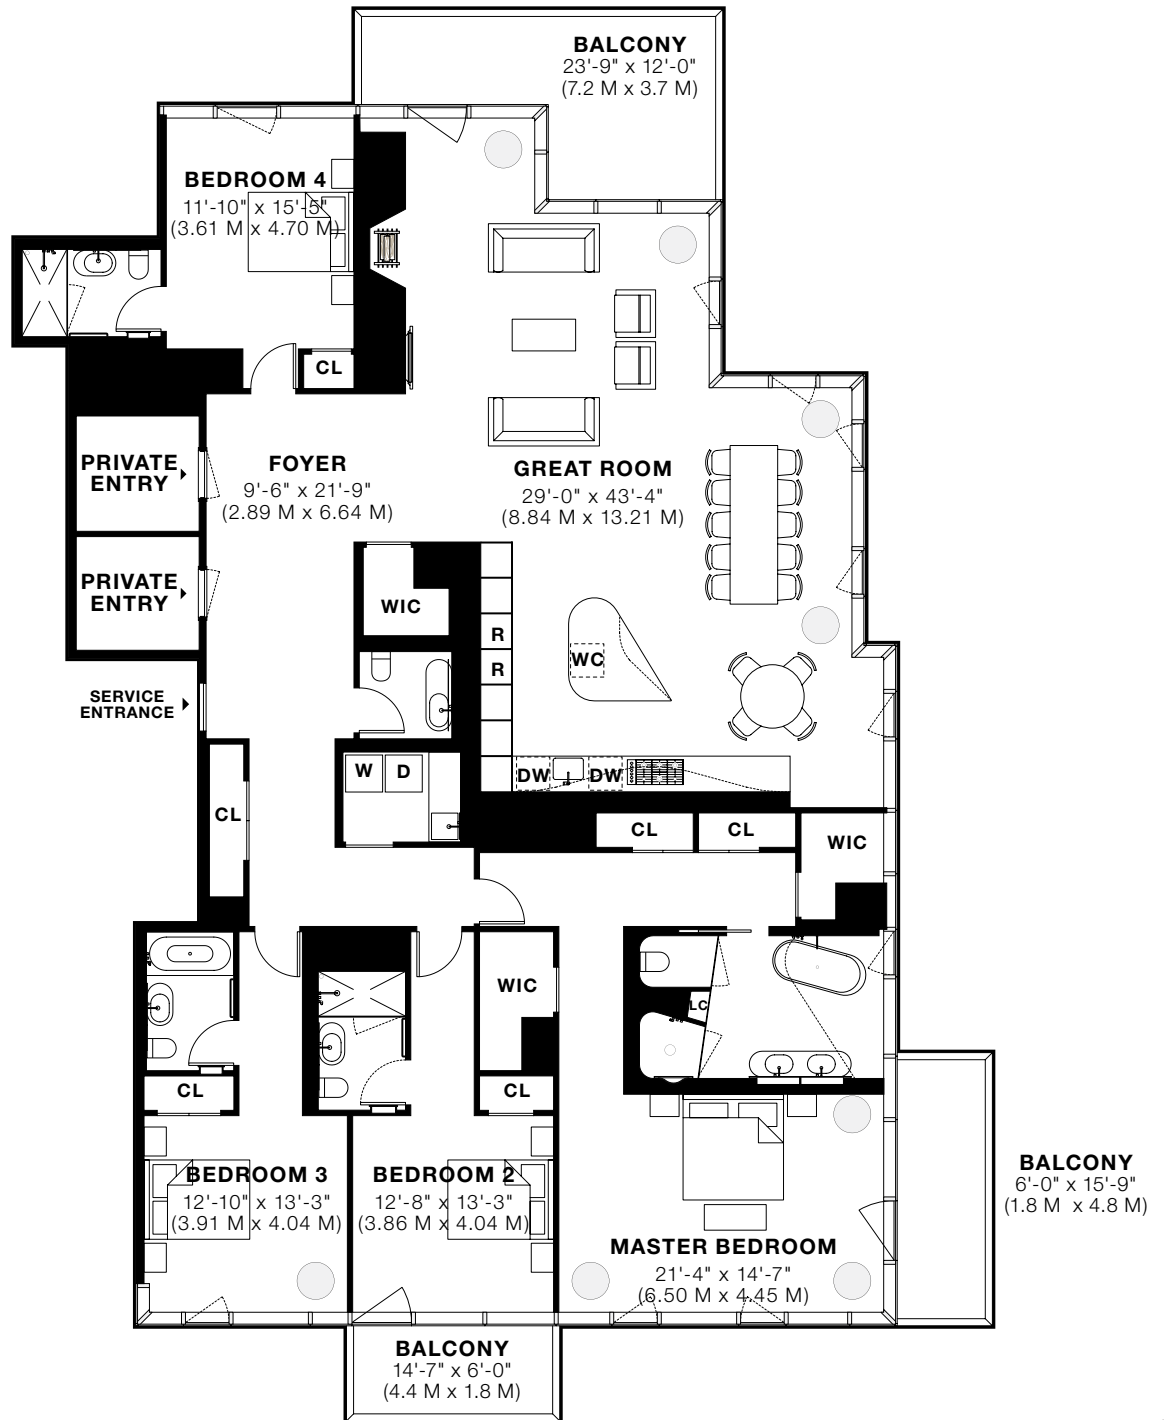 BALCONY
23'-9" x 12'-0"
(7.2 M x 3.7 M)
BEDROOM 4
11'-10" x 15'-5"
(3.61 M x 4.70 M)
CL
PRIVATE
ENTRY
FOYER
9'-6" x 21'-9"
(2.89 M x 6.64 M)
GREAT ROOM
29'-0" x 43'-4"
(8.84 M x 13.21 M)
PRIVATE
ENTRY
WIC
R
R
WC
SERVICE
ENTRANCE
W
D
DW
DW
CL
CL
CL
WIC
WIC
LC
CL
CL
BEDROOM 3
12'-10" x 13'-3"
(3.91 M x 4.04 M)
BEDROOM 2
12'-8" x 13'-3"
(3.86 M x 4.04 M)
MASTER BEDROOM
21'-4" x 14'-7"
(6.50 M x 4.45 M)
BALCONY
6'-0" x 15'-9"
(1.8 M x 4.8 M)
BALCONY
14'-7" x 6'-0"
(4.4 M x 1.8 M)